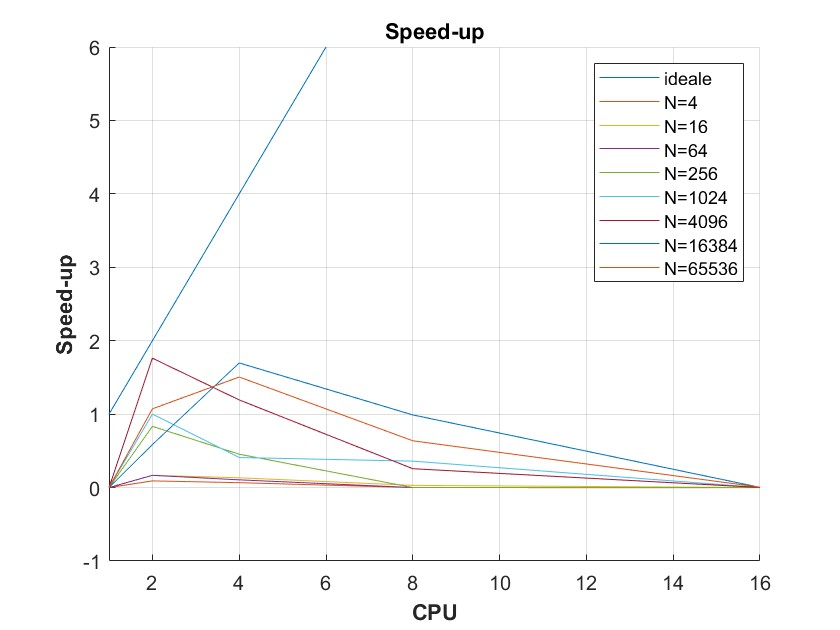 Speed-up
6
5
4
3
2
1
0
-1
Speed-up
ideale
N=4
N=16
N=64
N=256
N=1024
N=4096
N=16384
N=65536
2 4 6 8 10 12 14 16
CPU